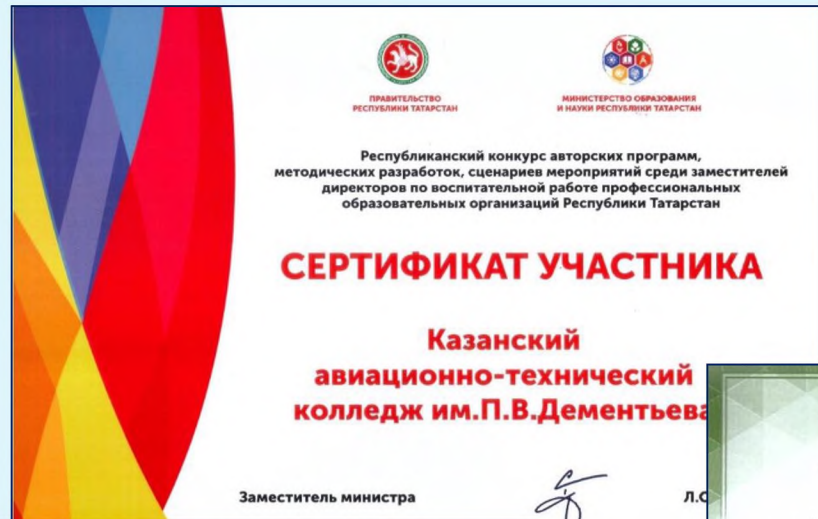 ПРАВИТЕЛЬСТВО
РЕСПУБЛИКИ ТАТАРСТАН
МИНИСТЕРСТВО ОБРАЗОВАНИЯ
И НАУКИ РЕСПУБЛИКИ ТАТАРСТАН
Республиканский конкурс авторских программ,
методических разработок, сценариев мероприятий среди заместителей
директоров по воспитательной работе профессиональных
образовательных организаций Республики Татарстан
СЕРТИФИКАТ УЧАСТНИКА
Казанский
авиационно-технический
колледж им.П.В.Дементьева
Заместитель министра